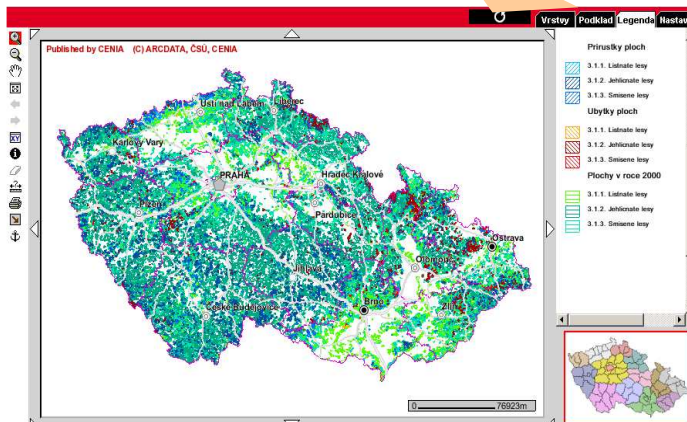 Vrstvy Podklad Legenda Nastav
Published by CENIA (C) ARCDATA, ČSÚ, CENIA
Prirustky ploch
3.1.1. Listnate lesy
3.1.2. Jehlicnate lesy
3.1.3. Smisene lesy
Ubytky ploch
3.1.1. Listnate lesy
3.1.2. Jehlicnate lesy
3.1.3. Smisene lesy
Plochy v roce 2000
3.1.1. Listnate lesy
3.1.2. Jehlicnate lesy
3.1.3. Smisene lesy
Ústí nad Labem
Liberec
Karlovy Vary
PRAHA
Hradec Králové
Plzeň
Pardubice
Ostrava
Olomouc
Jihlava
Brno
Zlín
České Budějovice
XY
0 76923m